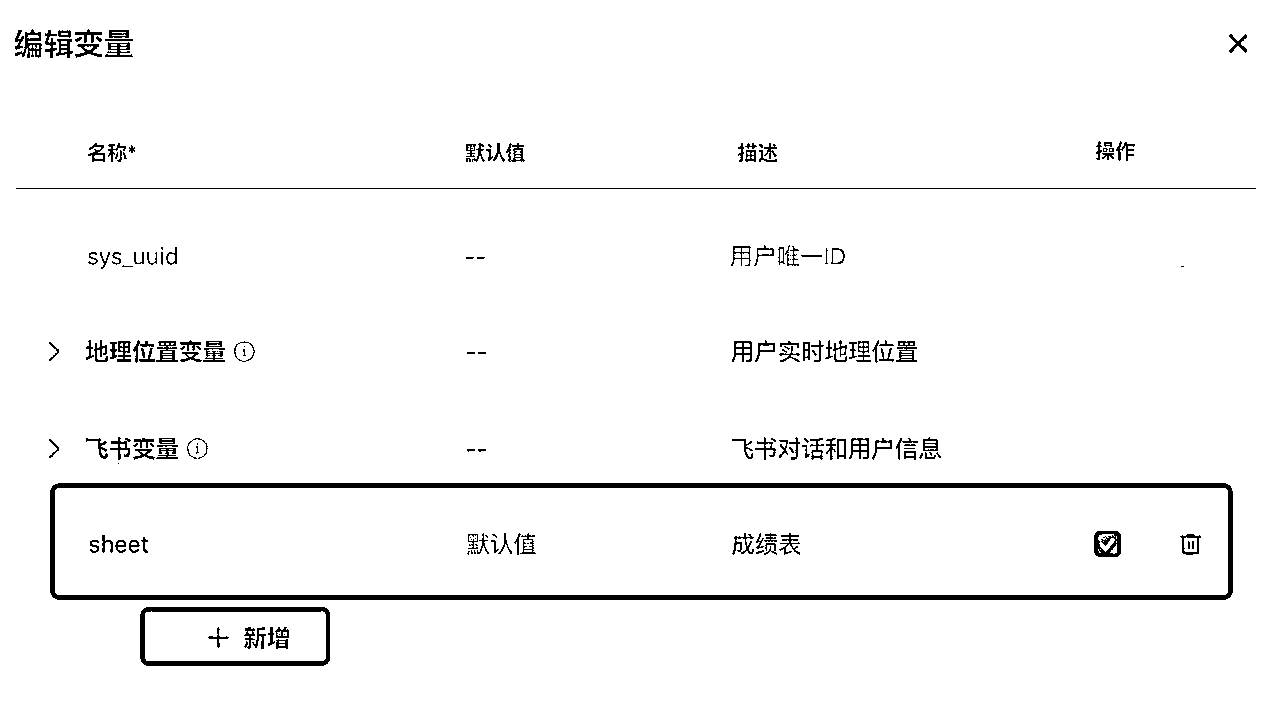 编辑变量
名称* 默认值 描述 操作
sys_uuid -- 用户唯一ID
地理位置变量 -- 用户实时地理位置
飞书变量 -- 飞书对话和用户信息
sheet 默认值 成绩表
+ 新增